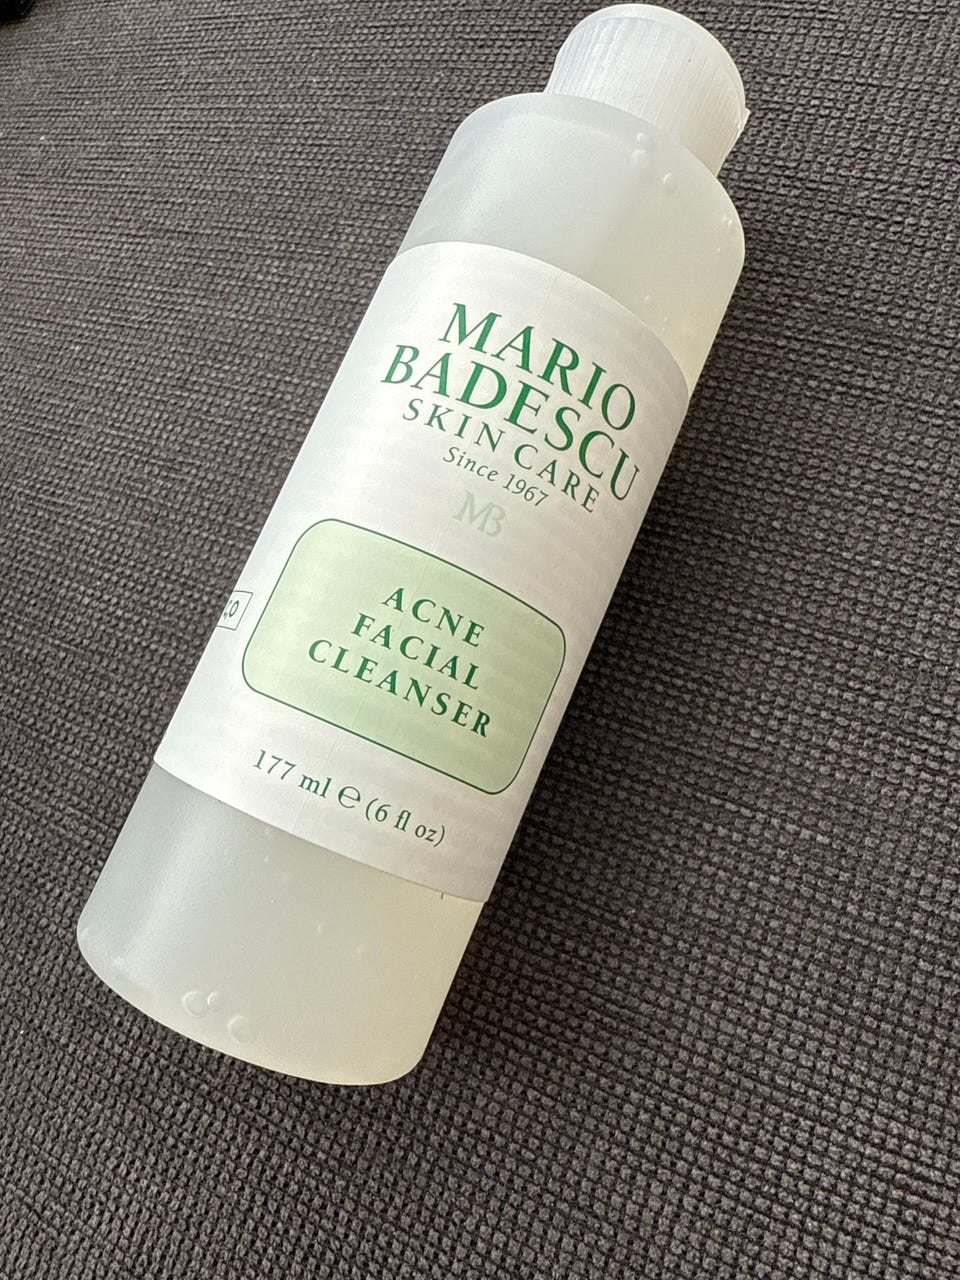 MARIO
BADESCU
SKIN CARE
Since 1967
MB
ACNE
FACIAL
CLEANSER
177 ml ℮ (6 fl oz)